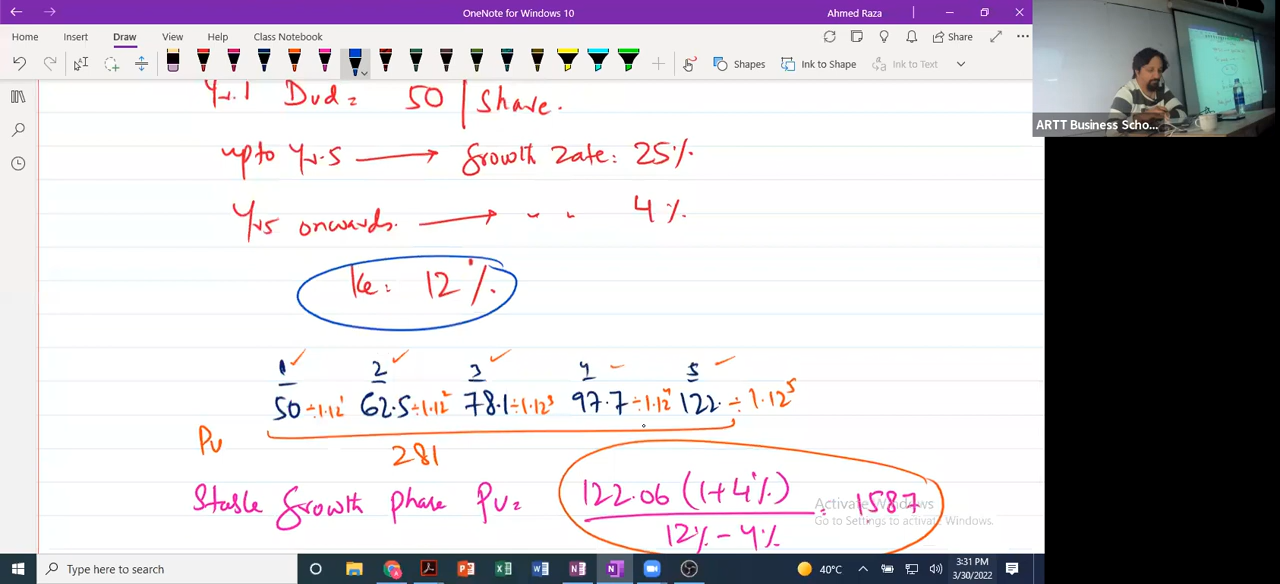 OneNote for Windows 10
Ahmed Raza
Home Insert Draw View Help Class Notebook
Share
Shapes Ink to Shape Ink to Text
ARTT Business Scho...
Yr.1 Dvd = 50 | Share.
upto Yr.5 → Growth rate: 25%
Yr5 onwards. → " " 4%
Ke: 12%
1 2 3 4 5
50 ÷1.12¹ 62.5 ÷1.12² 78.1 ÷1.12³ 97.7 ÷1.12⁴ 122. ÷ 1.12⁵
PV
281
Stable Growth phase PV = 122.06 (1+4%) = 1587
12% - 4%
Activate Windows
Go to Settings to activate Windows.
Type here to search
40°C
3:31 PM
3/30/2022